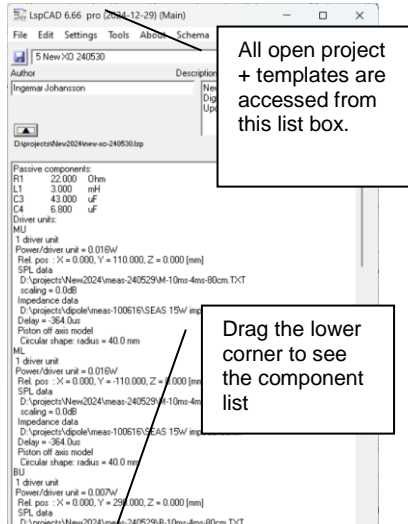 LspCAD 6.66 pro (2024-12-29) (Main)
File Edit Settings Tools About Schema
5 New XO 240530
Author Description
Ingemar Johansson New
Digi
Upd
D:\projects\New2024\new-xo-240530.lsp
All open project
+ templates are
accessed from
this list box.
Passive components:
R1 22.000 Ohm
L1 3.000 mH
C3 43.000 uF
C4 6.800 uF
Driver units:
MU
1 driver unit
Power/driver unit = 0.016W
Rel. pos : X = 0.000, Y = 110.000, Z = 0.000 [mm]
SPL data
D:\projects\New2024\meas-240529\M-10ms-4ms-80cm.TXT
scaling = 0.0dB
Impedance data
D:\projects\dipole\meas-100616\SEAS 15W imp
Delay = -364.0us
Piston off axis model
Circular shape: radius = 40.0 mm
ML
1 driver unit
Power/driver unit = 0.016W
Rel. pos : X = 0.000, Y = -110.000, Z = 0.000 [mm]
SPL data
D:\projects\New2024\meas-240529\M-10ms-4m
scaling = 0.0dB
Impedance data
D:\projects\dipole\meas-100616\SEAS 15W imp
Delay = -364.0us
Piston off axis model
Circular shape: radius = 40.0 mm
Drag the lower
corner to see
the component
list
BU
1 driver unit
Power/driver unit = 0.007W
Rel. pos : X = 0.000, Y = 290.000, Z = 0.000 [mm]
SPL data
D:\projects\New2024\meas-240529\B-10ms-4ms-80cm.TXT